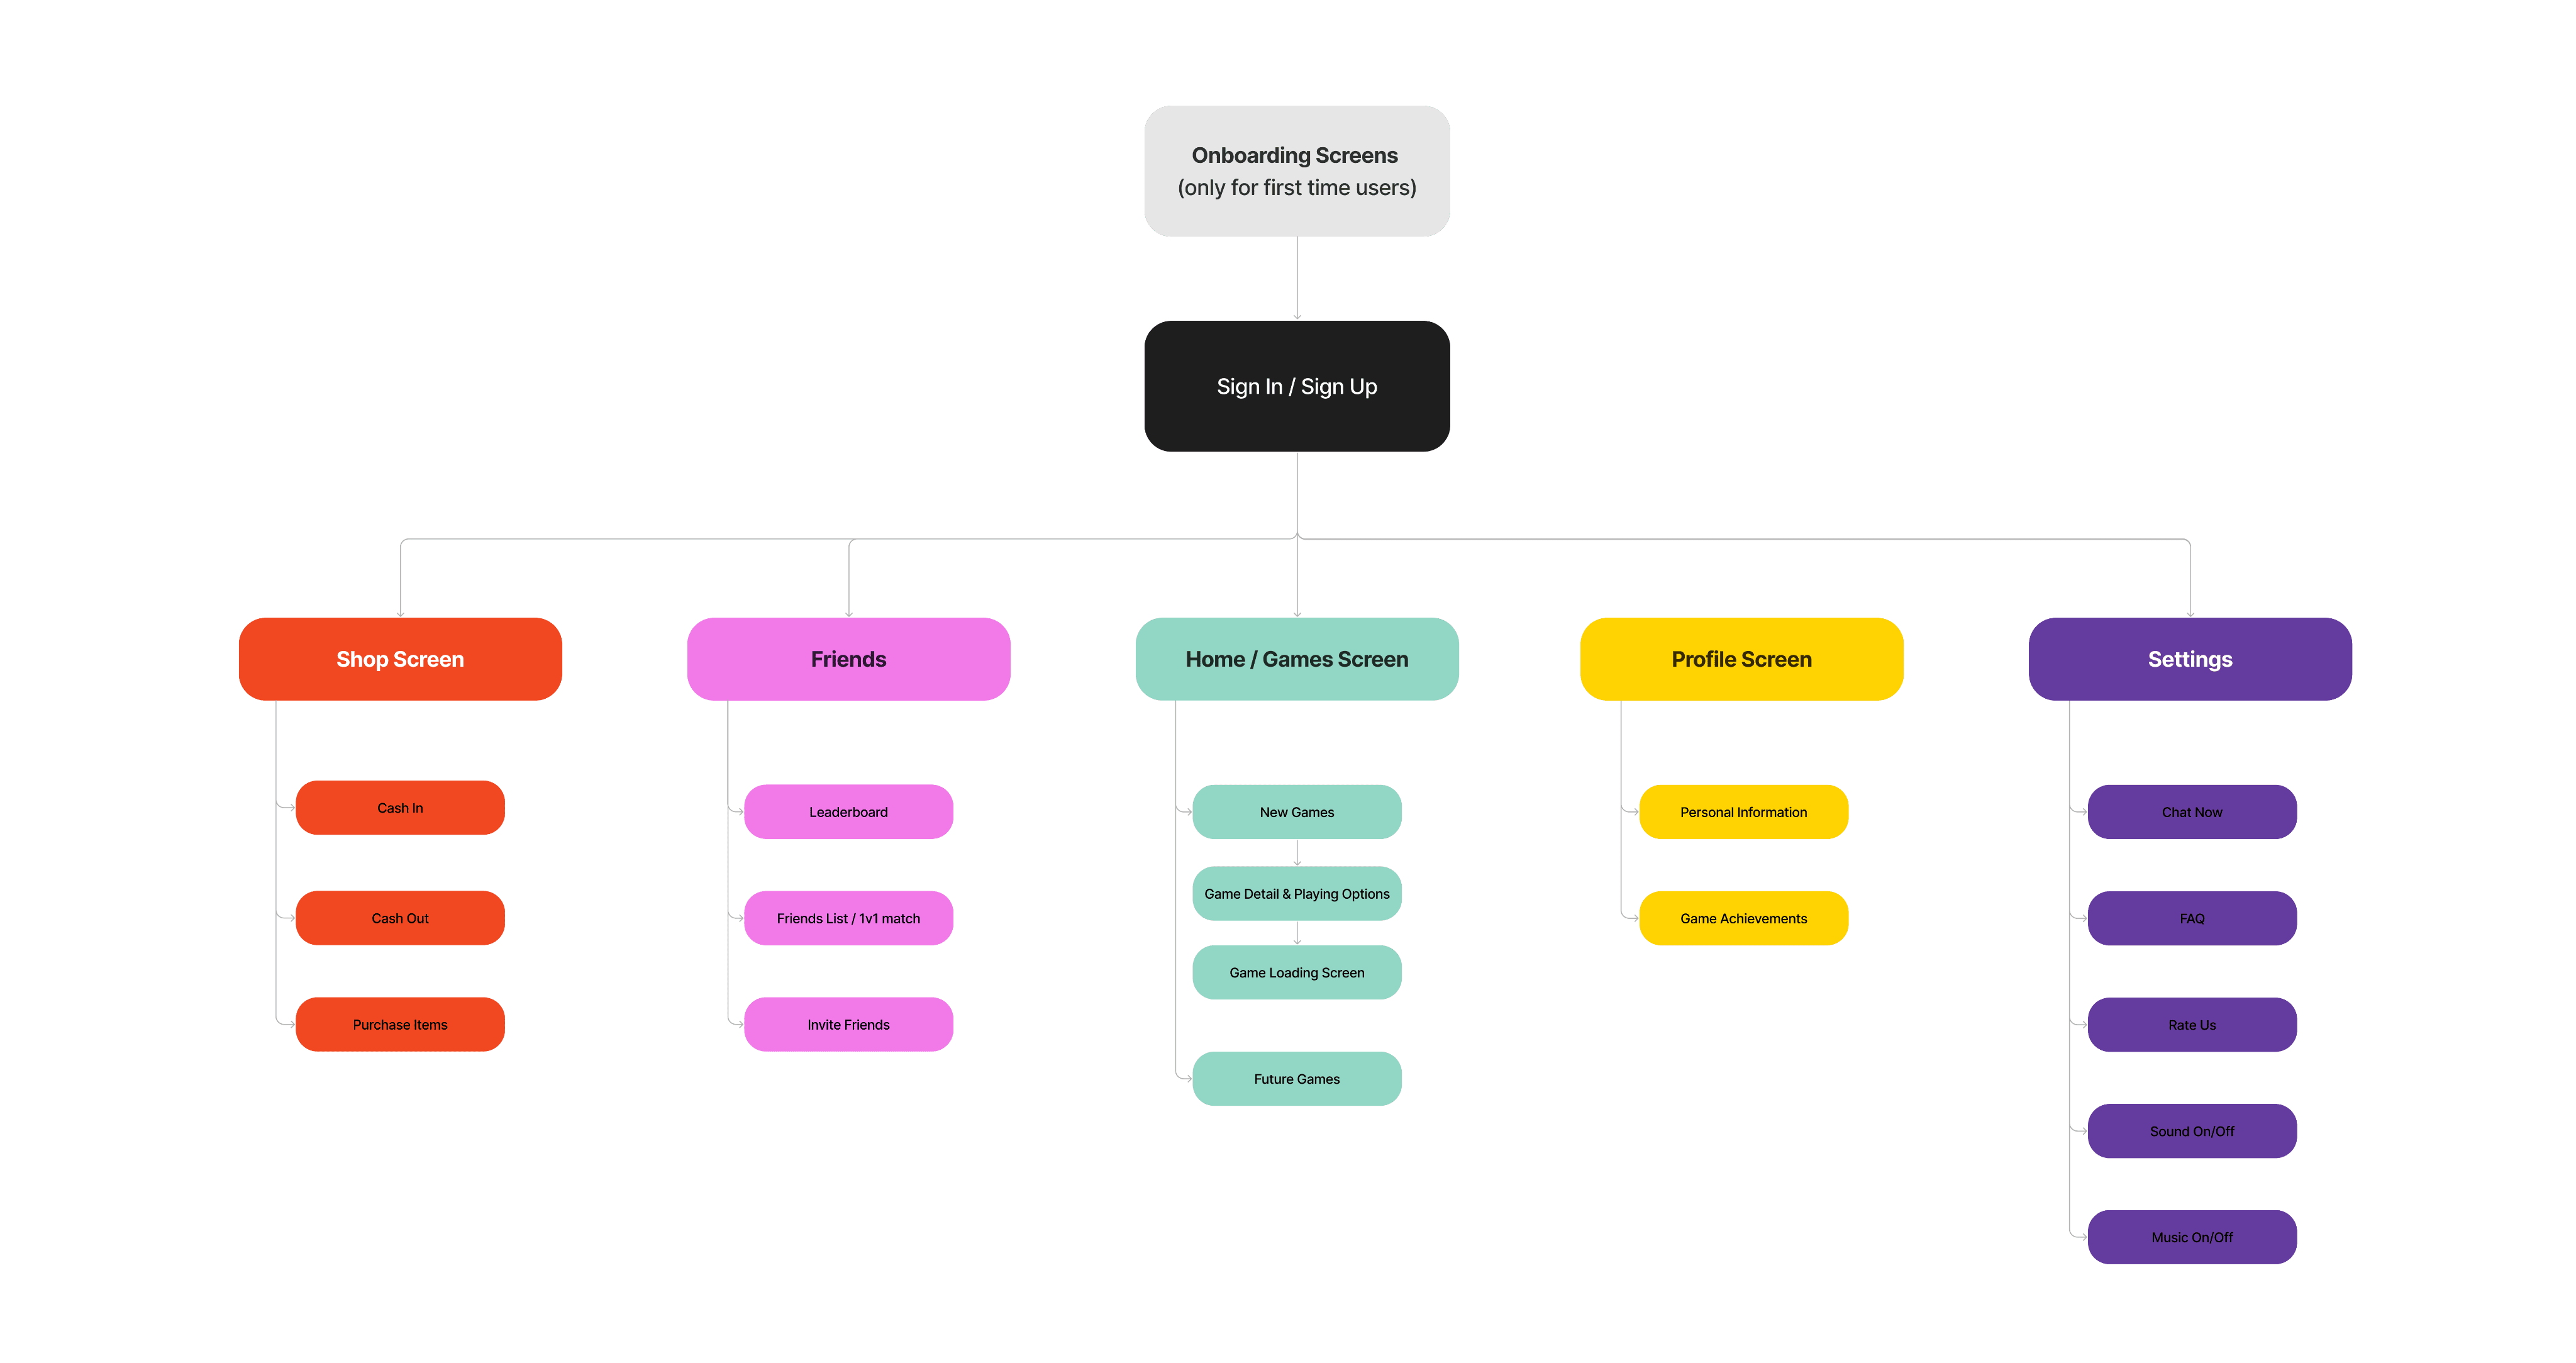 Onboarding Screens
(only for first time users)
Sign In / Sign Up
Shop Screen
Friends
Home / Games Screen
Profile Screen
Settings
Cash In
Cash Out
Purchase Items
Leaderboard
Friends List / 1v1 match
Invite Friends
New Games
Game Detail & Playing Options
Game Loading Screen
Future Games
Personal Information
Game Achievements
Chat Now
FAQ
Rate Us
Sound On/Off
Music On/Off